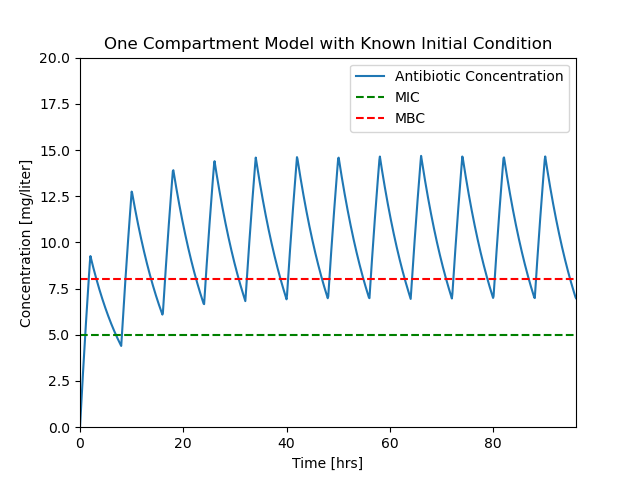 One Compartment Model with Known Initial Condition
20.0
17.5
15.0
12.5
10.0
7.5
5.0
2.5
0.0
Concentration [mg/liter]
Antibiotic Concentration
MIC
MBC
0 20 40 60 80
Time [hrs]